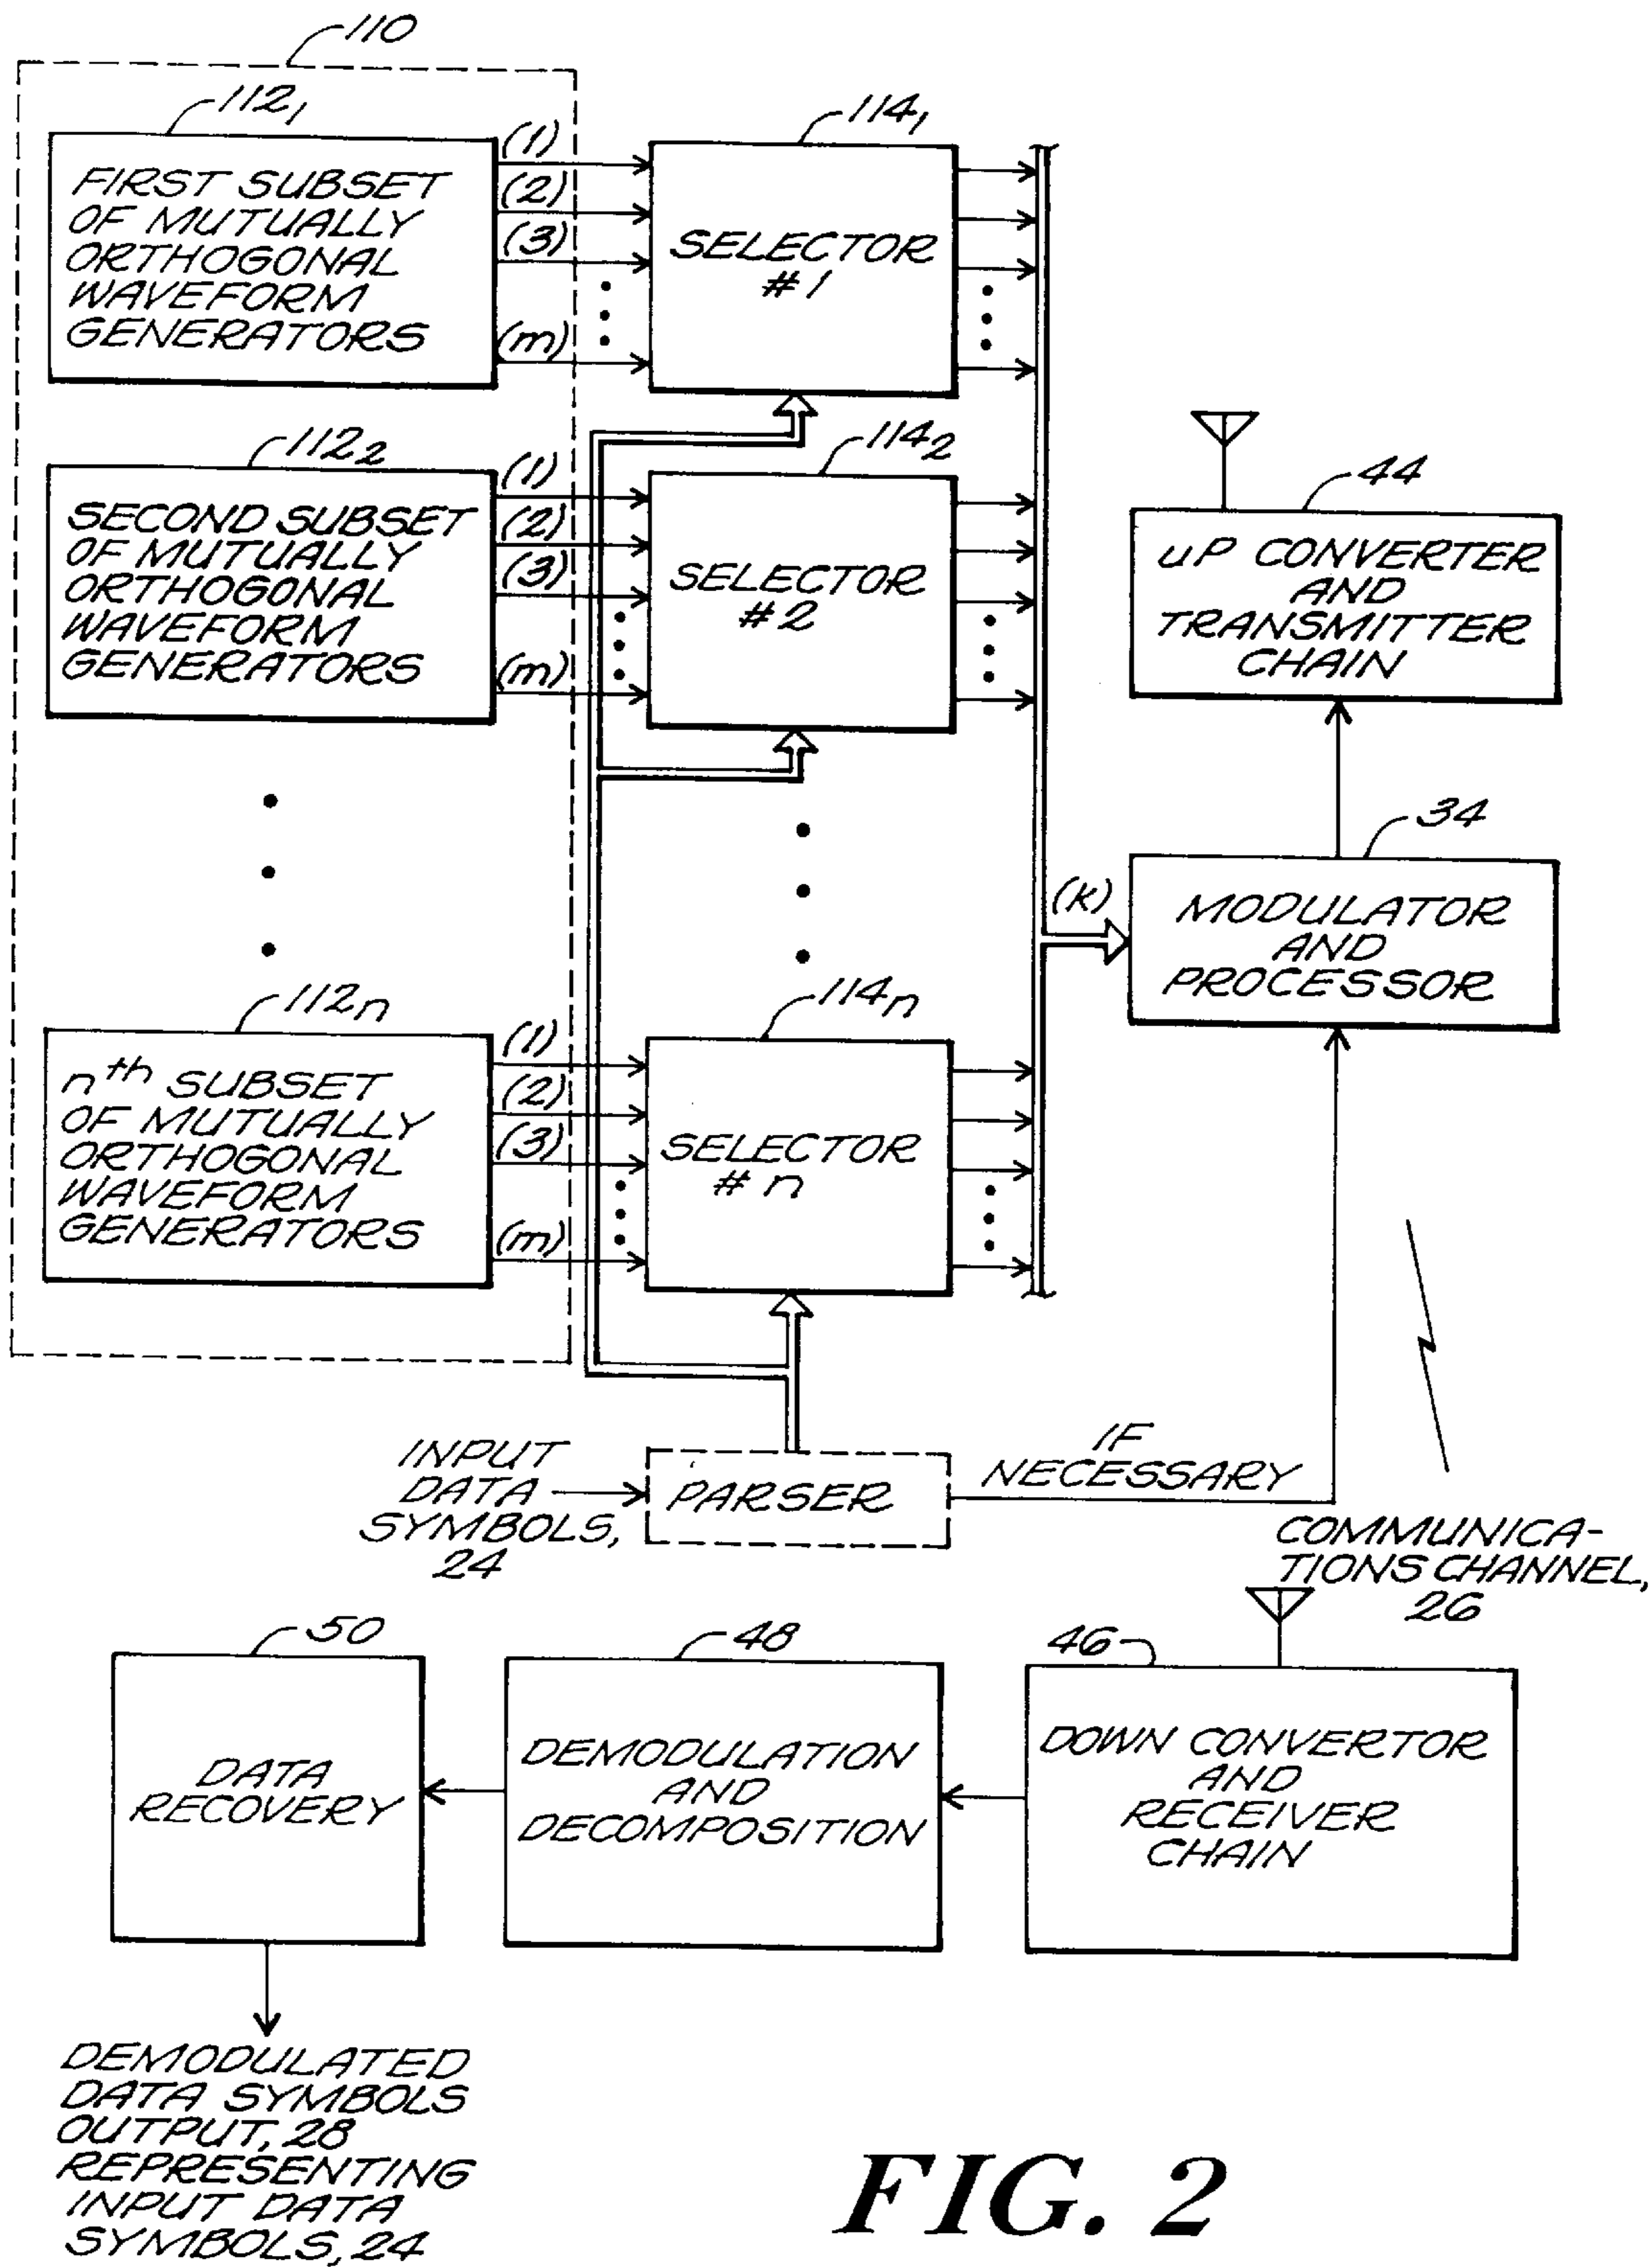 110
112₁
FIRST SUBSET
OF MUTUALLY
ORTHOGONAL
WAVEFORM
GENERATORS
(1)
(2)
(3)
(m)
114₁
SELECTOR
#1
112₂
SECOND SUBSET
OF MUTUALLY
ORTHOGONAL
WAVEFORM
GENERATORS
(1)
(2)
(3)
(m)
114₂
SELECTOR
#2
44
UP CONVERTER
AND
TRANSMITTER
CHAIN
34
(K)
MODULATOR
AND
PROCESSOR
112n
nth SUBSET
OF MUTUALLY
ORTHOGONAL
WAVEFORM
GENERATORS
(1)
(2)
(3)
(m)
114n
SELECTOR
# n
INPUT
DATA
SYMBOLS,
24
PARSER
IF
NECESSARY
COMMUNICA-
TIONS CHANNEL,
26
50
DATA
RECOVERY
48
DEMODULATION
AND
DECOMPOSITION
46
DOWN CONVERTOR
AND
RECEIVER
CHAIN
DEMODULATED
DATA SYMBOLS
OUTPUT, 28
REPRESENTING
INPUT DATA
SYMBOLS, 24
FIG. 2